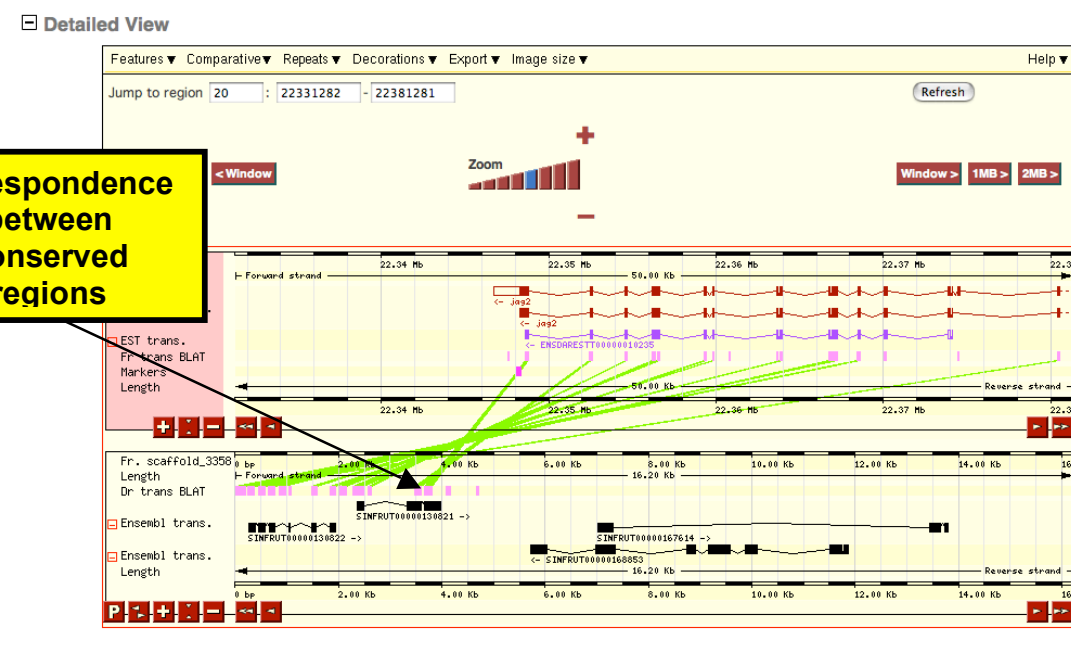 Detailed View
Features ▼ Comparative▼ Repeats ▼ Decorations ▼ Export ▼ Image size ▼ Help ▼
Jump to region 20 : 22331282 - 22381281 Refresh
< Window Zoom Window > 1MB > 2MB >
espondence
between
onserved
regions
22.34 Mb 22.35 Mb 22.36 Mb 22.37 Mb 22.3
Forward strand 50.00 Kb
<- jag2
<- jag2
EST trans.
<- ENSDARESTT00000010235
Fr trans BLAT
Markers
Length 50.00 Kb Reverse strand
22.34 Mb 22.35 Mb 22.36 Mb 22.37 Mb 22.3
Fr. scaffold_3358 0 bp 2.00 Kb 4.00 Kb 6.00 Kb 8.00 Kb 10.00 Kb 12.00 Kb 14.00 Kb 16
Length Forward strand 16.20 Kb
Dr trans BLAT
SINFRUT00000130821 ->
Ensembl trans.
SINFRUT00000130822 -> SINFRUT00000167614 ->
Ensembl trans.
<- SINFRUT00000168853
Length 16.20 Kb Reverse strand
0 bp 2.00 Kb 4.00 Kb 6.00 Kb 8.00 Kb 10.00 Kb 12.00 Kb 14.00 Kb 16
P